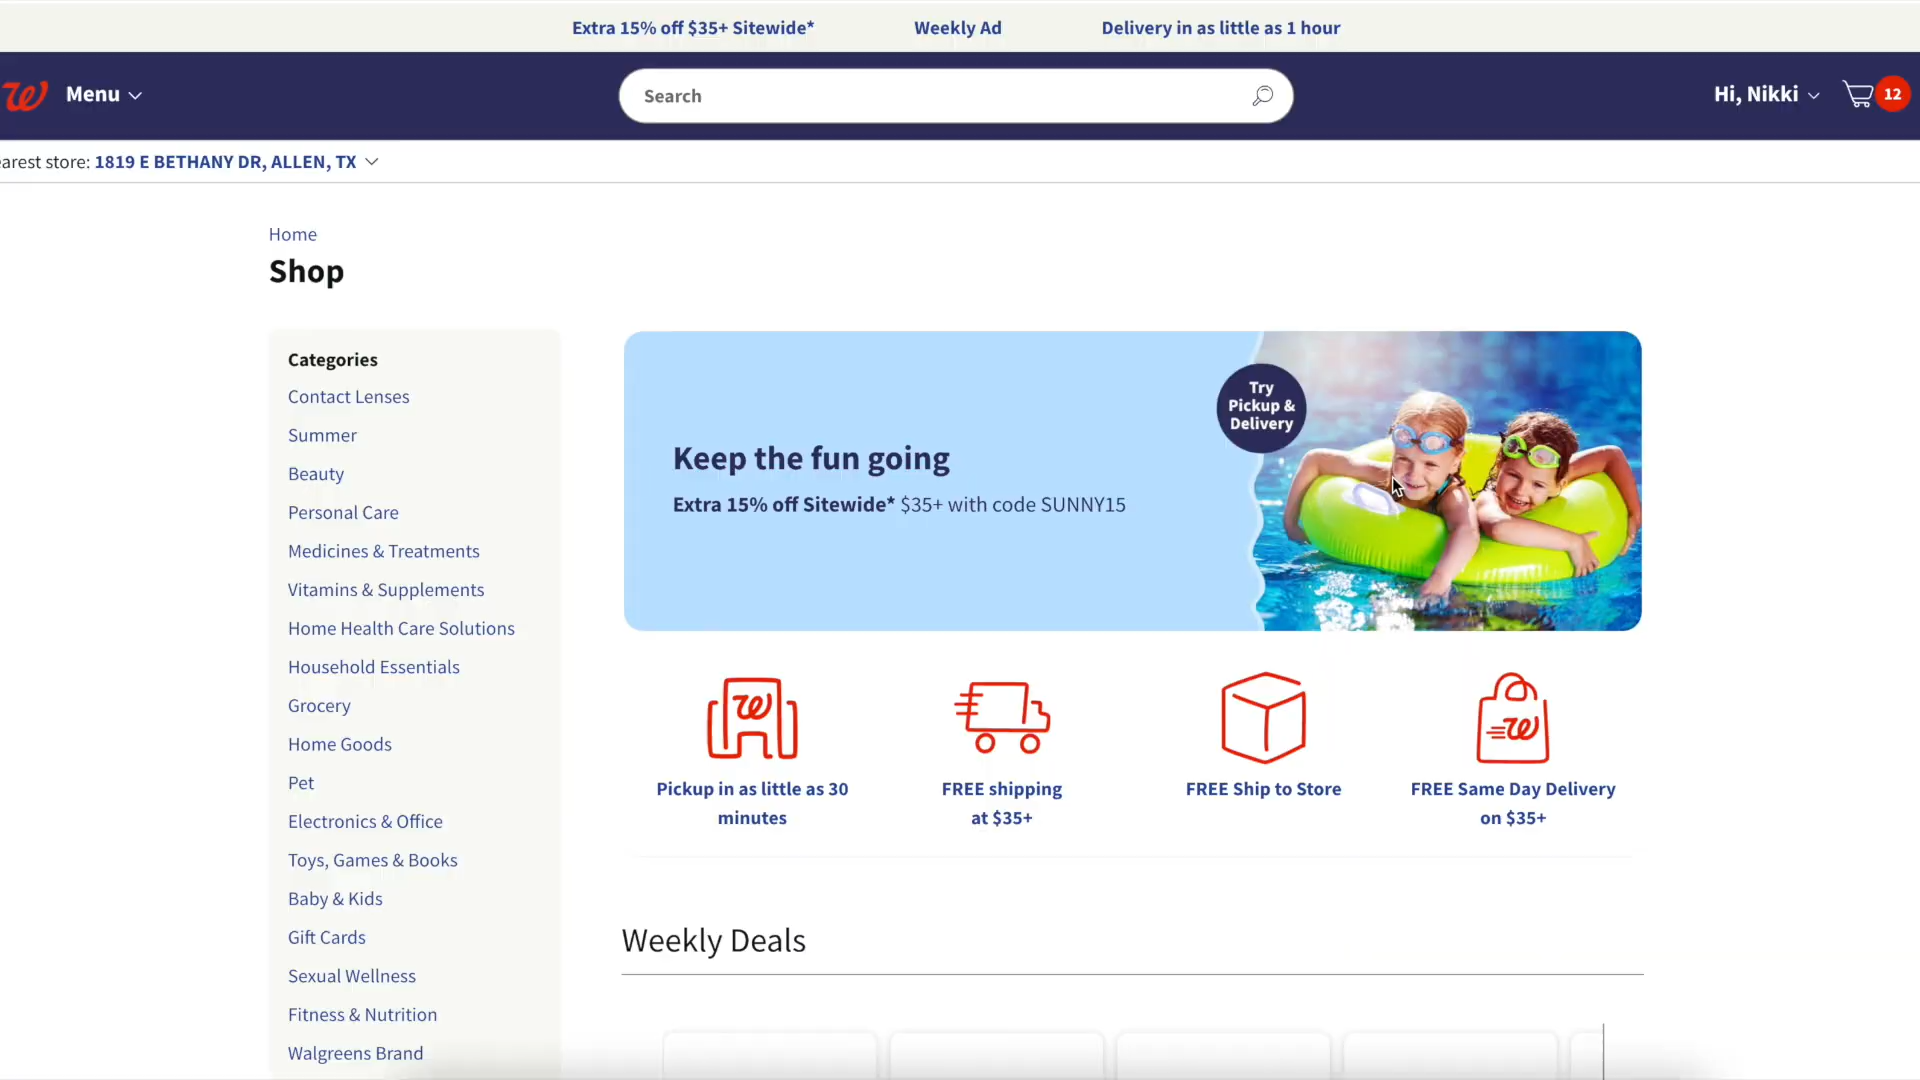 Extra 15% off $35+ Sitewide*
Weekly Ad
Delivery in as little as 1 hour
Menu
Search
Hi, Nikki
12
earest store: 1819 E BETHANY DR, ALLEN, TX
Home
Shop
Categories
Contact Lenses
Summer
Beauty
Personal Care
Medicines & Treatments
Vitamins & Supplements
Home Health Care Solutions
Household Essentials
Grocery
Home Goods
Pet
Electronics & Office
Toys, Games & Books
Baby & Kids
Gift Cards
Sexual Wellness
Fitness & Nutrition
Walgreens Brand
Keep the fun going
Extra 15% off Sitewide* $35+ with code SUNNY15
Try
Pickup &
Delivery
Pickup in as little as 30
minutes
FREE shipping
at $35+
FREE Ship to Store
FREE Same Day Delivery
on $35+
Weekly Deals